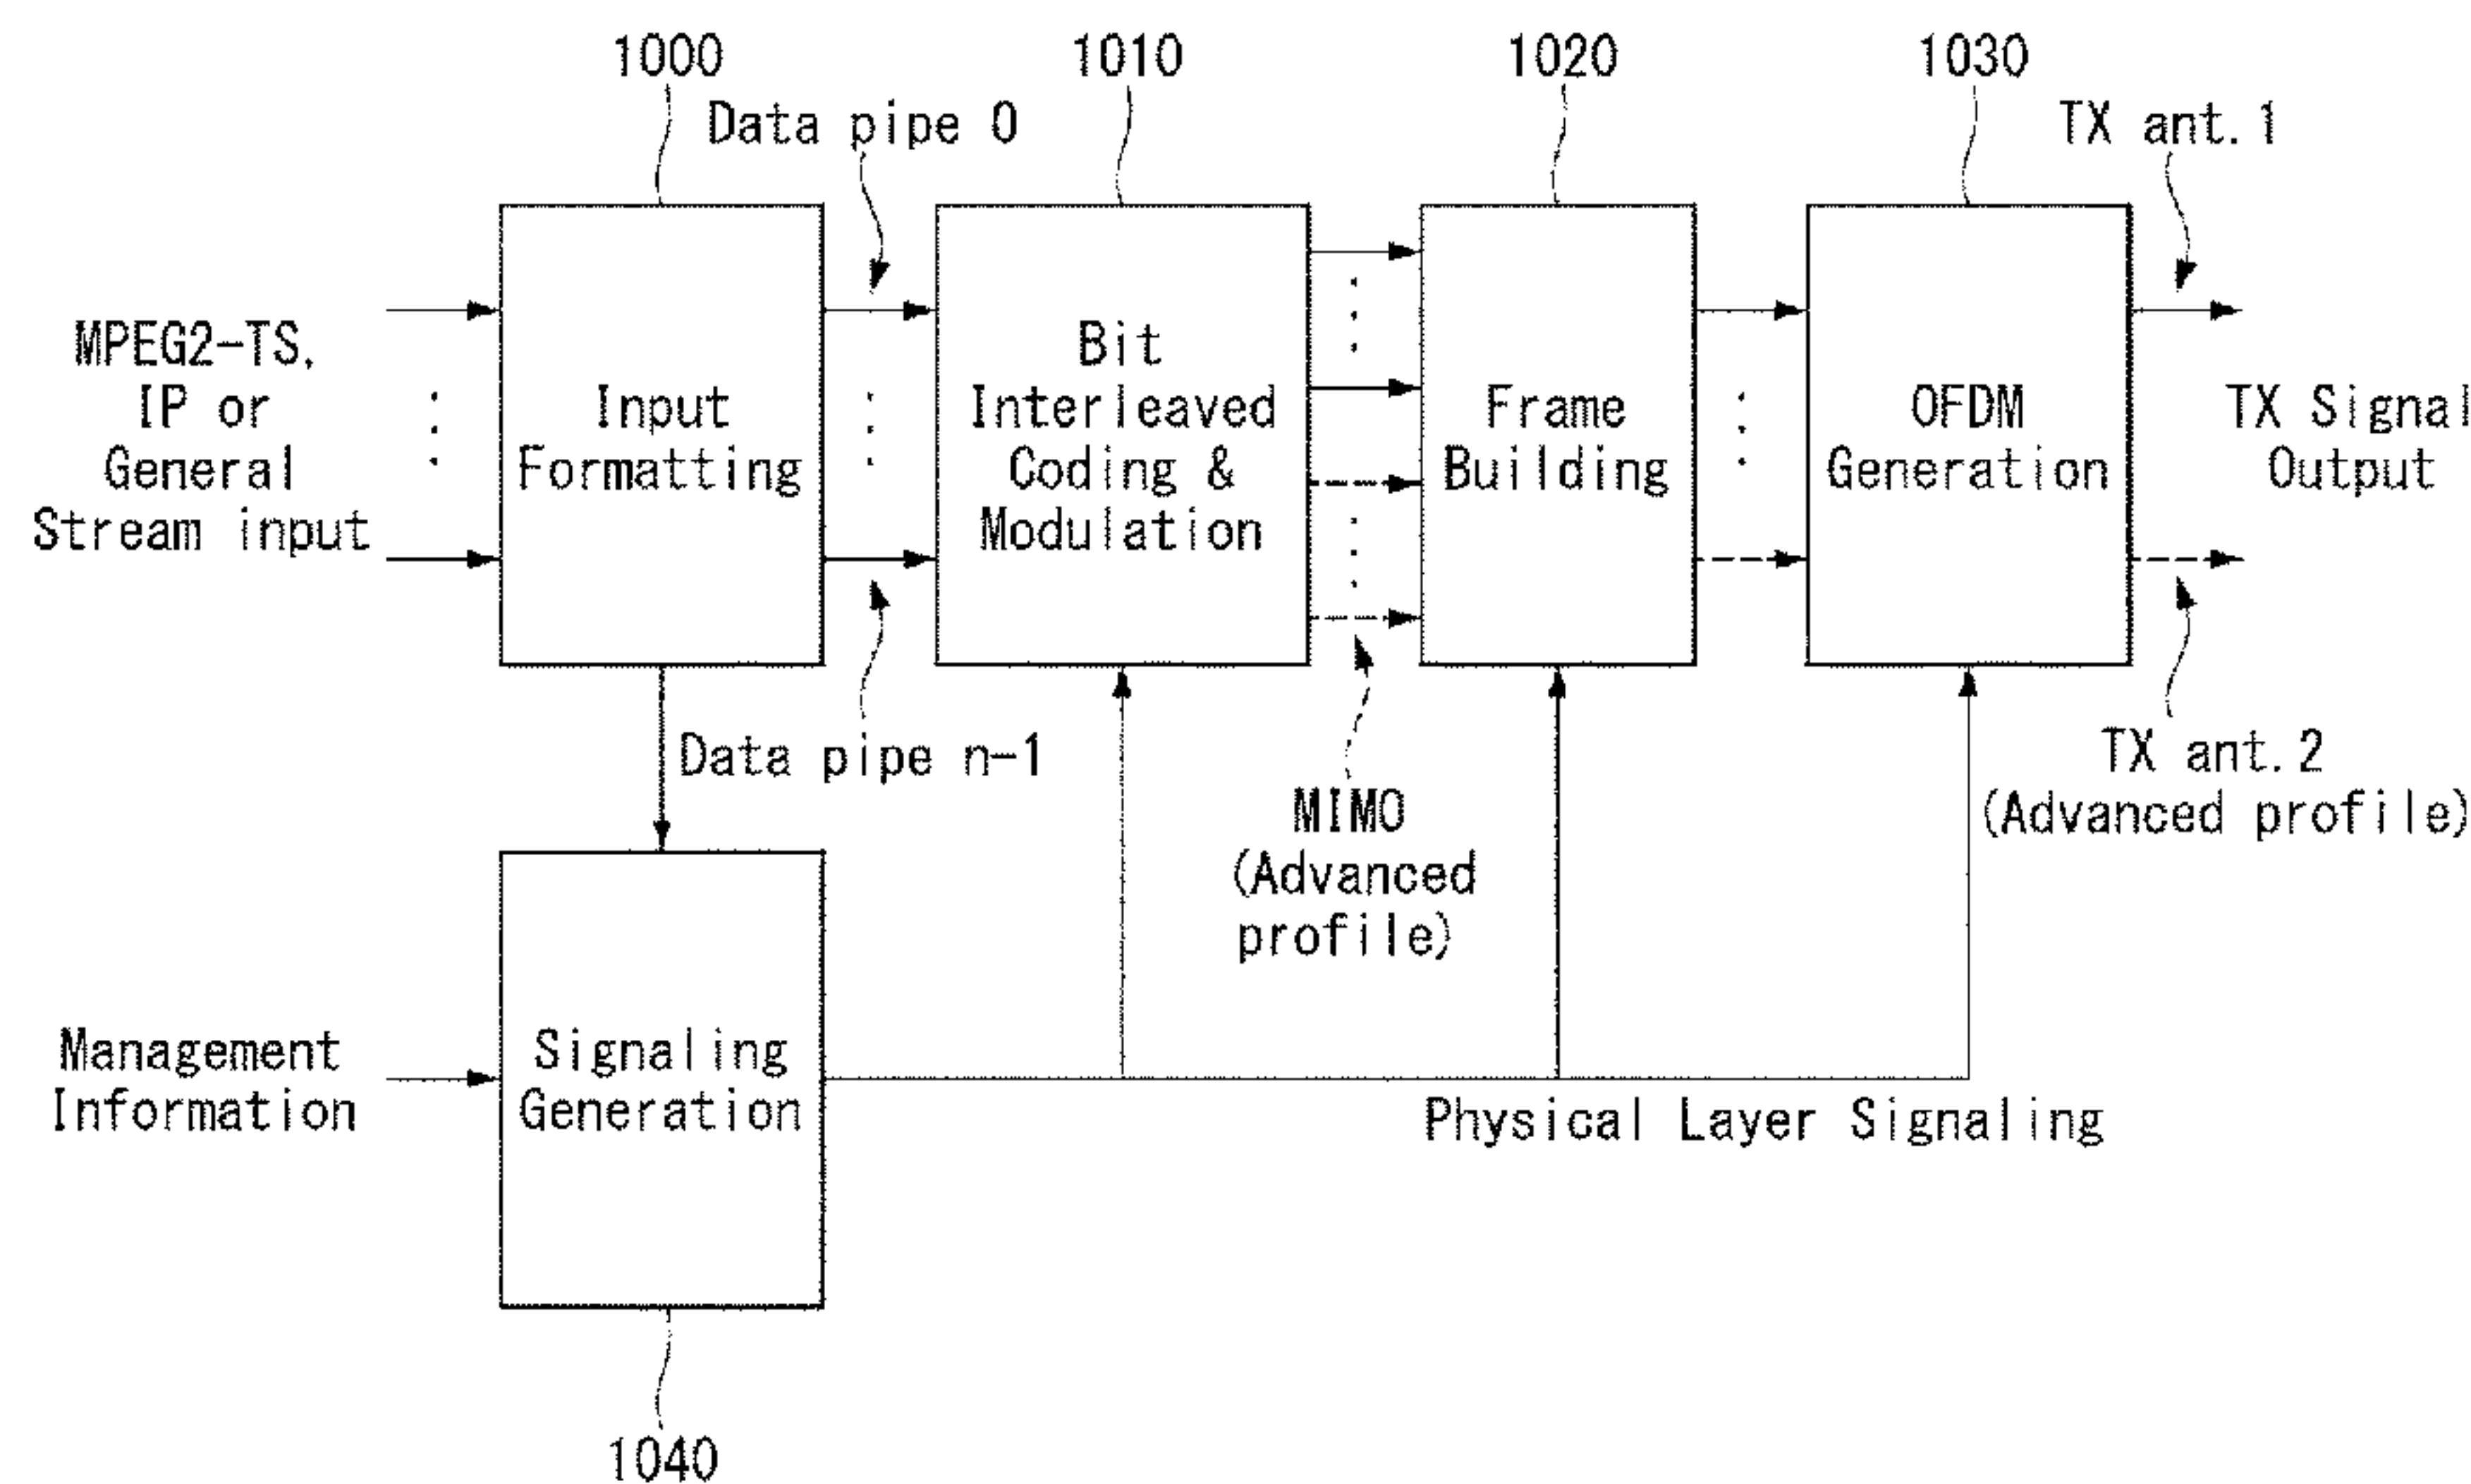 1000
1010
1020
1030
Data pipe 0
TX ant.1
MPEG2-TS,
IP or
General
Stream input
Input
Formatting
Bit
Interleaved
Coding &
Modulation
Frame
Building
OFDM
Generation
TX Signal
Output
Data pipe n-1
MIMO
(Advanced
profile)
TX ant.2
(Advanced profile)
Management
Information
Signaling
Generation
Physical Layer Signaling
1040